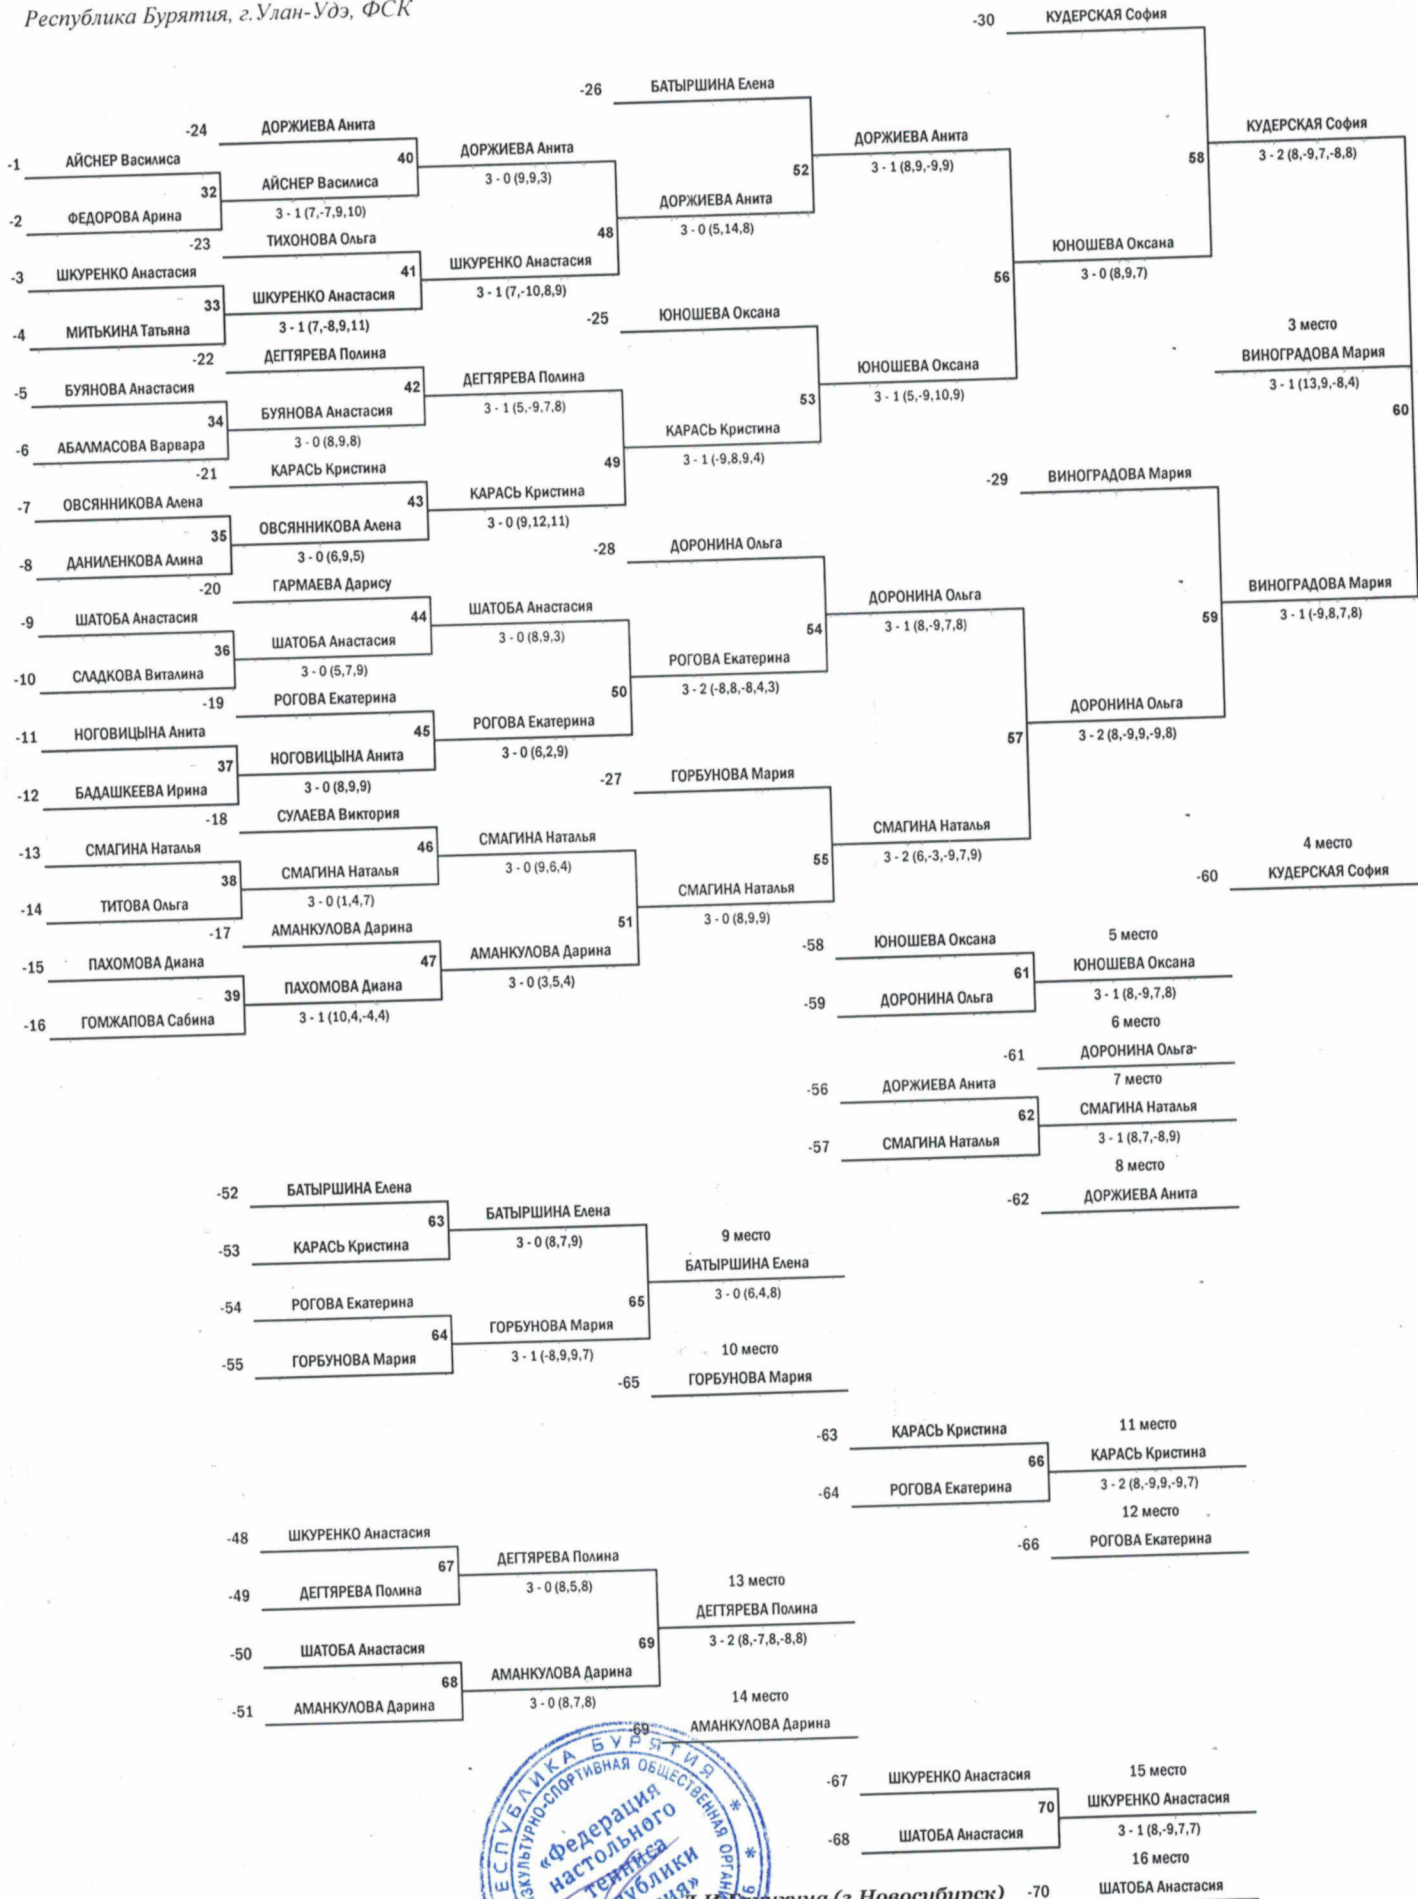 Республика Бурятия, г.Улан-Удэ, ФСК
-30 КУДЕРСКАЯ София
-26 БАТЫРШИНА Елена
-24 ДОРЖИЕВА Анита
КУДЕРСКАЯ София
58
3 - 2 (8,-9,7,-8,8)
-1 АЙСНЕР Василиса
40
ДОРЖИЕВА Анита
3 - 0 (9,9,3)
52
ДОРЖИЕВА Анита
3 - 1 (8,9,-9,9)
32
АЙСНЕР Василиса
3 - 1 (7,-7,9,10)
-2 ФЕДОРОВА Арина
ДОРЖИЕВА Анита
3 - 0 (5,14,8)
48
-23 ТИХОНОВА Ольга
-3 ШКУРЕНКО Анастасия
41
ШКУРЕНКО Анастасия
3 - 1 (7,-10,8,9)
56
ЮНОШЕВА Оксана
3 - 0 (8,9,7)
33
ШКУРЕНКО Анастасия
3 - 1 (7,-8,9,11)
-4 МИТЬКИНА Татьяна
-25 ЮНОШЕВА Оксана
3 место
ВИНОГРАДОВА Мария
3 - 1 (13,9,-8,4)
60
-22 ДЕГТЯРЕВА Полина
-5 БУЯНОВА Анастасия
42
ДЕГТЯРЕВА Полина
3 - 1 (5,-9,7,8)
53
ЮНОШЕВА Оксана
3 - 1 (5,-9,10,9)
34
БУЯНОВА Анастасия
3 - 0 (8,9,8)
-6 АБАЛМАСОВА Варвара
49
КАРАСЬ Кристина
3 - 1 (-9,8,9,4)
-21 КАРАСЬ Кристина
-29 ВИНОГРАДОВА Мария
-7 ОВСЯННИКОВА Алена
43
КАРАСЬ Кристина
3 - 0 (9,12,11)
35
ОВСЯННИКОВА Алена
3 - 0 (6,9,5)
-8 ДАНИЛЕНКОВА Алина
-28 ДОРОНИНА Ольга
-20 ГАРМАЕВА Дарису
-9 ШАТОБА Анастасия
44
ШАТОБА Анастасия
3 - 0 (8,9,3)
54
ДОРОНИНА Ольга
3 - 1 (8,-9,7,8)
59
ВИНОГРАДОВА Мария
3 - 1 (-9,8,7,8)
36
ШАТОБА Анастасия
3 - 0 (5,7,9)
-10 СЛАДКОВА Виталина
50
РОГОВА Екатерина
3 - 2 (-8,8,-8,4,3)
-19 РОГОВА Екатерина
-11 НОГОВИЦЫНА Анита
45
РОГОВА Екатерина
3 - 0 (6,2,9)
57
ДОРОНИНА Ольга
3 - 2 (8,-9,9,-9,8)
37
НОГОВИЦЫНА Анита
3 - 0 (8,9,9)
-12 БАДАШКЕЕВА Ирина
-27 ГОРБУНОВА Мария
-18 СУЛАЕВА Виктория
-13 СМАГИНА Наталья
46
СМАГИНА Наталья
3 - 0 (9,6,4)
55
СМАГИНА Наталья
3 - 2 (6,-3,-9,7,9)
4 место
-60 КУДЕРСКАЯ София
38
СМАГИНА Наталья
3 - 0 (1,4,7)
-14 ТИТОВА Ольга
51
СМАГИНА Наталья
3 - 0 (8,9,9)
-17 АМАНКУЛОВА Дарина
-15 ПАХОМОВА Диана
47
АМАНКУЛОВА Дарина
3 - 0 (3,5,4)
39
ПАХОМОВА Диана
3 - 1 (10,4,-4,4)
-16 ГОМЖАПОВА Сабина
-58 ЮНОШЕВА Оксана
5 место
61
ЮНОШЕВА Оксана
-59 ДОРОНИНА Ольга
3 - 1 (8,-9,7,8)
6 место
-61 ДОРОНИНА Ольга
-56 ДОРЖИЕВА Анита
7 место
62
СМАГИНА Наталья
-57 СМАГИНА Наталья
3 - 1 (8,7,-8,9)
8 место
-62 ДОРЖИЕВА Анита
-52 БАТЫРШИНА Елена
63
БАТЫРШИНА Елена
3 - 0 (8,7,9)
-53 КАРАСЬ Кристина
9 место
БАТЫРШИНА Елена
65
3 - 0 (6,4,8)
-54 РОГОВА Екатерина
64
ГОРБУНОВА Мария
3 - 1 (-8,9,9,7)
-55 ГОРБУНОВА Мария
10 место
-65 ГОРБУНОВА Мария
-63 КАРАСЬ Кристина
11 место
66
КАРАСЬ Кристина
-64 РОГОВА Екатерина
3 - 2 (8,-9,9,-9,7)
12 место
-66 РОГОВА Екатерина
-48 ШКУРЕНКО Анастасия
67
ДЕГТЯРЕВА Полина
3 - 0 (8,5,8)
-49 ДЕГТЯРЕВА Полина
13 место
ДЕГТЯРЕВА Полина
69
3 - 2 (8,-7,8,-8,8)
-50 ШАТОБА Анастасия
68
АМАНКУЛОВА Дарина
3 - 0 (8,7,8)
-51 АМАНКУЛОВА Дарина
14 место
-69 АМАНКУЛОВА Дарина
-67 ШКУРЕНКО Анастасия
15 место
70
ШКУРЕНКО Анастасия
-68 ШАТОБА Анастасия
3 - 1 (8,-9,7,7)
16 место
-70 ШАТОБА Анастасия
БУРЯТИЯ
СПОРТИВНАЯ ОБЩЕСТВЕННАЯ
«Федерация
настольного
тенниса
(г.Новосибирск)